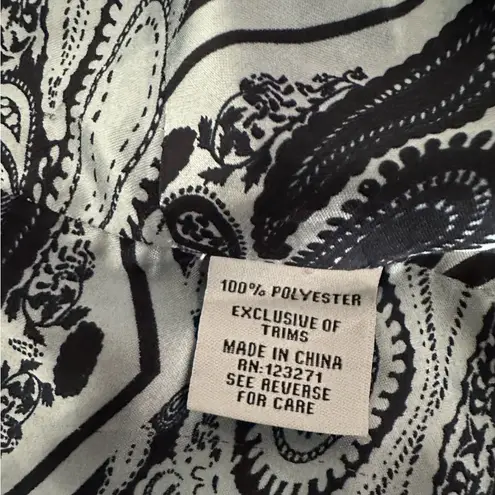 100% POLYESTER
EXCLUSIVE OF
TRIMS
MADE IN CHINA
RN:123271
SEE REVERSE
FOR CARE